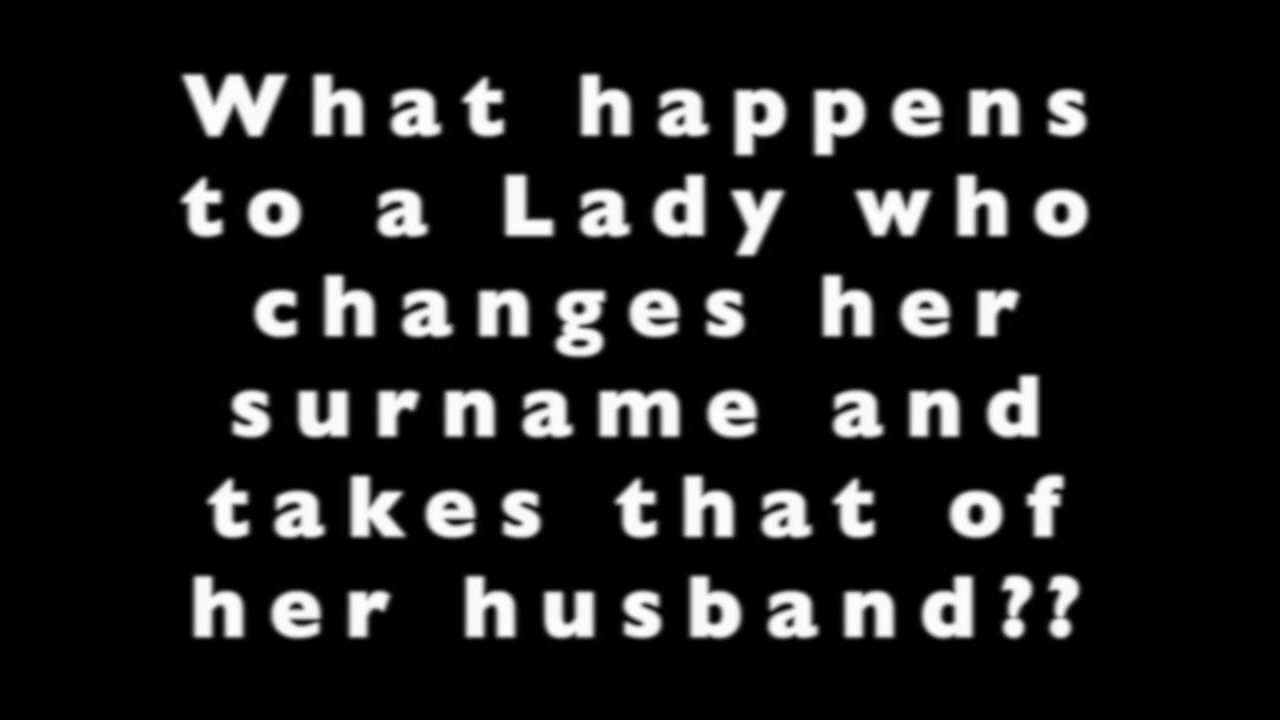 What happens
to a Lady who
changes her
surname and
takes that of
her husband??